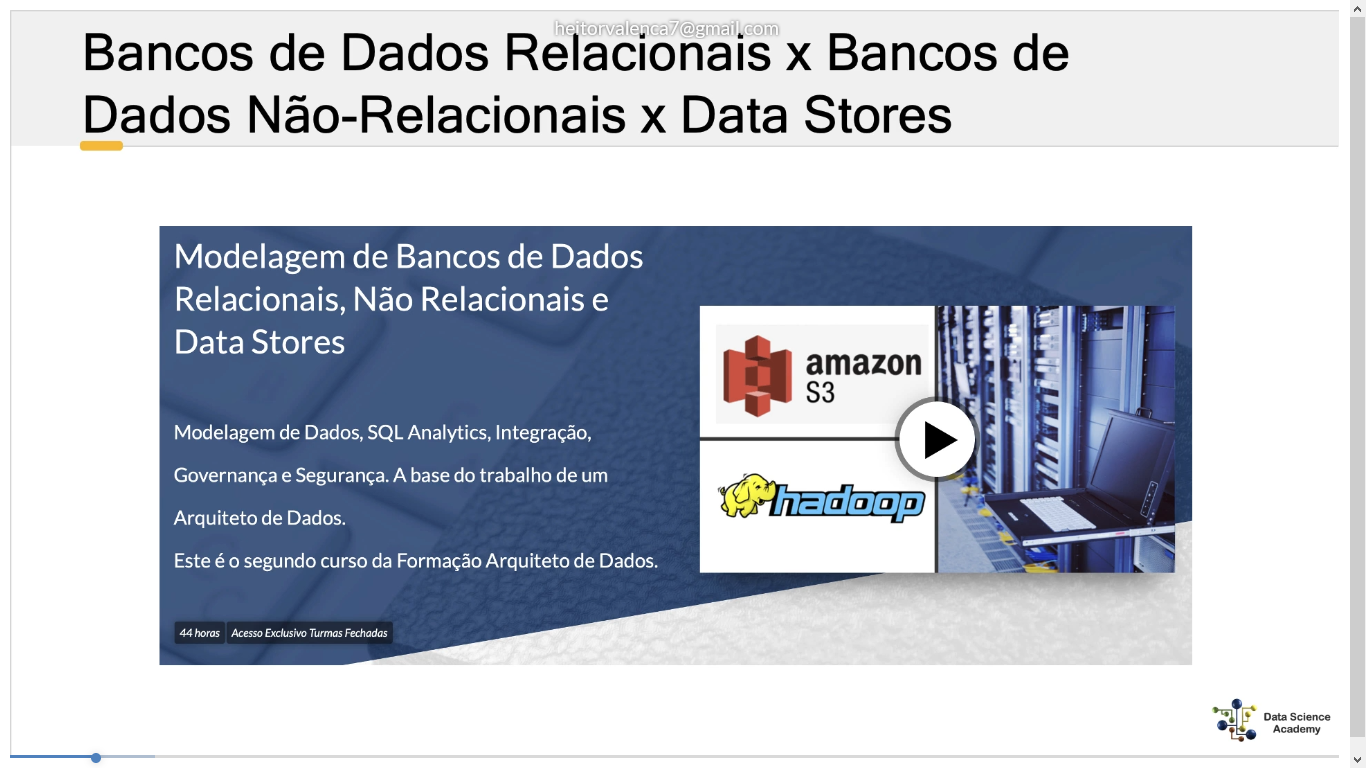 heitorvalenca7@gmail.com
Bancos de Dados Relacionais x Bancos de
Dados Não-Relacionais x Data Stores
Modelagem de Bancos de Dados
Relacionais, Não Relacionais e
Data Stores
Modelagem de Dados, SQL Analytics, Integração,
Governança e Segurança. A base do trabalho de um
Arquiteto de Dados.
Este é o segundo curso da Formação Arquiteto de Dados.
44 horas
Acesso Exclusivo Turmas Fechadas
amazon
S3
hadoop
Data Science
Academy